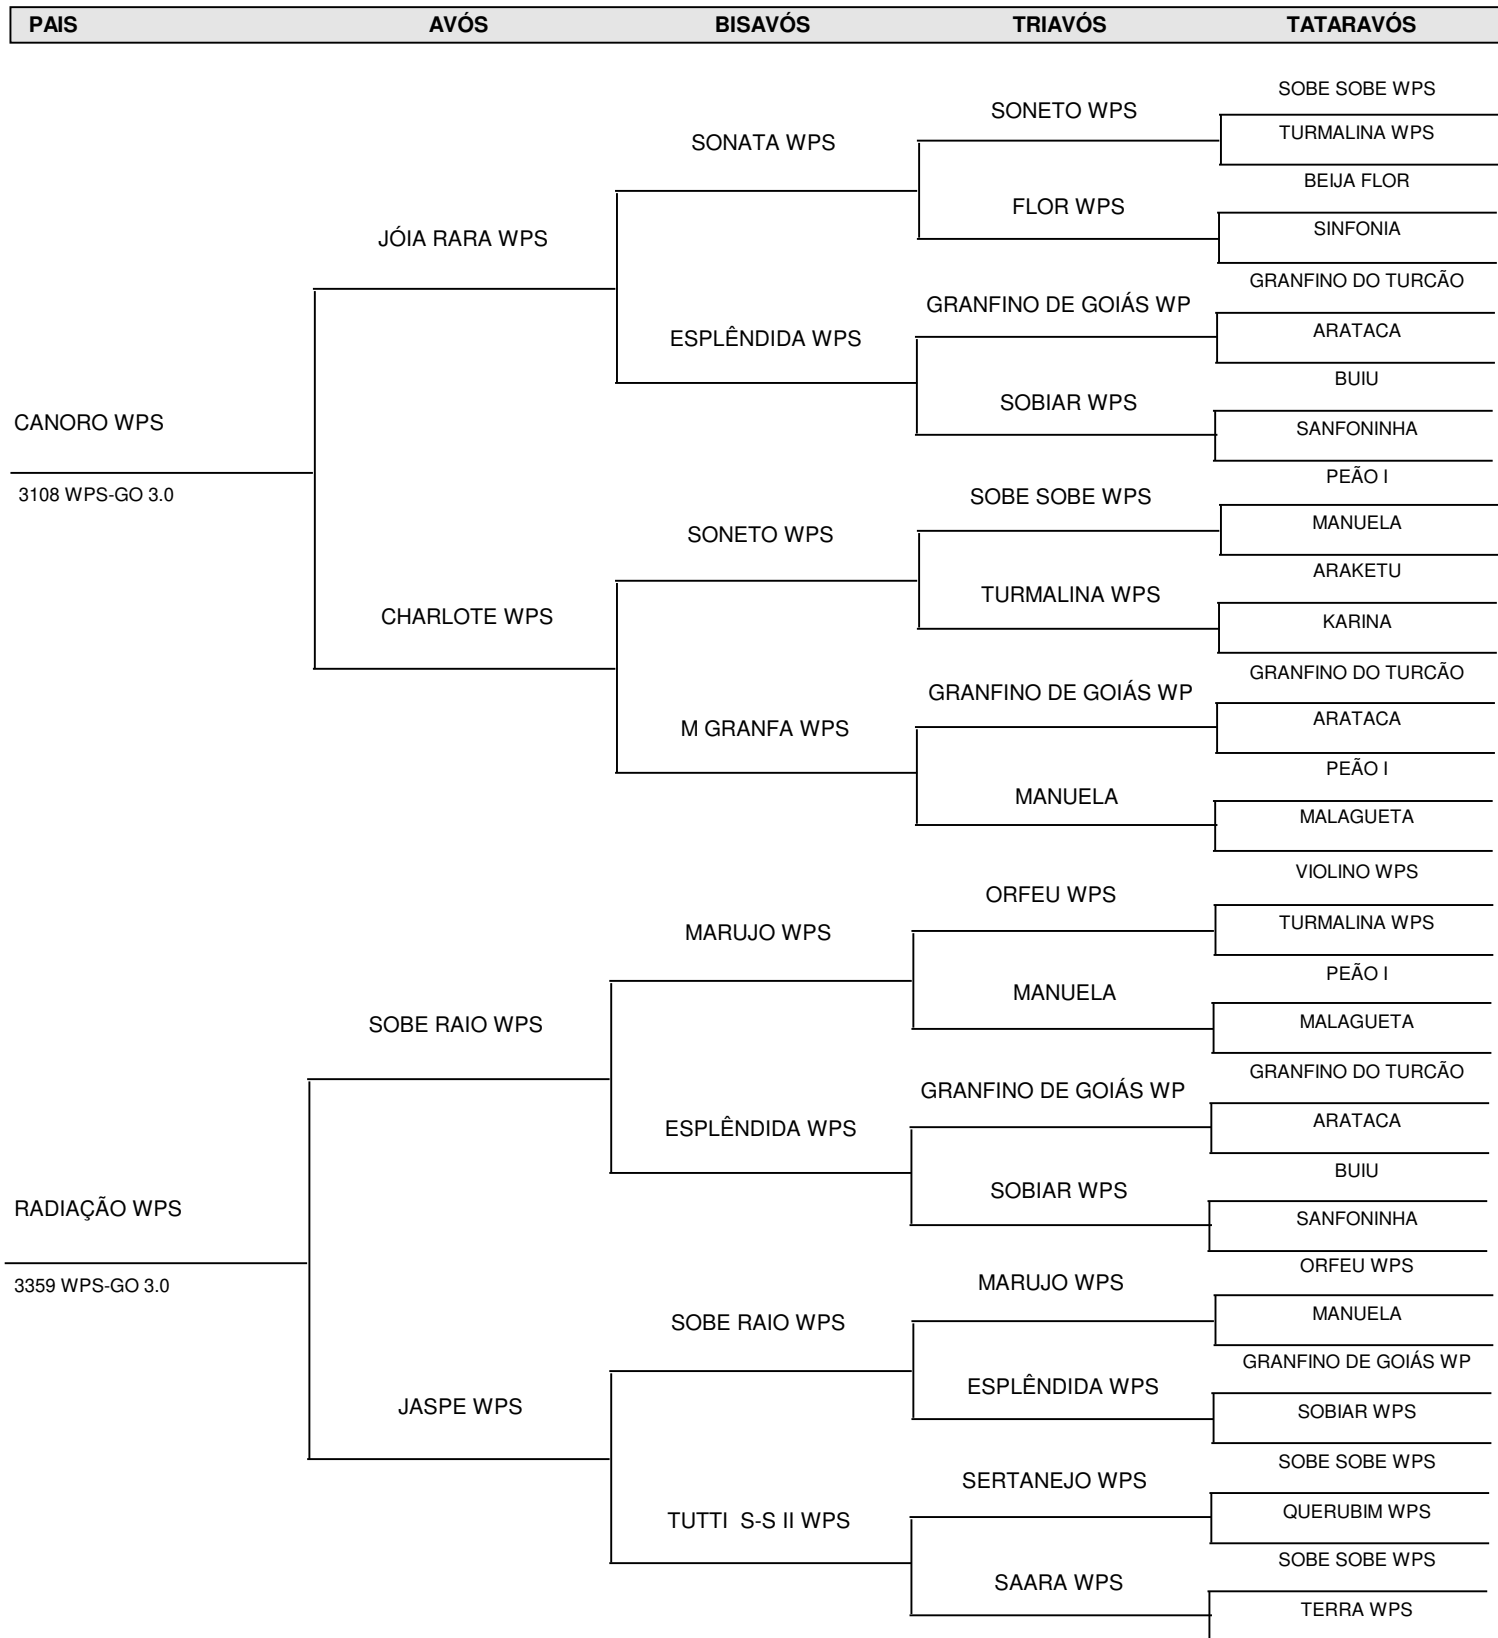 PAIS AVÓS BISAVÓS TRIAVÓS TATARAVÓS
SOBE SOBE WPS
SONETO WPS
TURMALINA WPS
SONATA WPS
BEIJA FLOR
FLOR WPS
SINFONIA
JÓIA RARA WPS
GRANFINO DO TURCÃO
GRANFINO DE GOIÁS WP
ARATACA
ESPLÊNDIDA WPS
BUIU
SOBIAR WPS
CANORO WPS
SANFONINHA
PEÃO I
3108 WPS-GO 3.0
SOBE SOBE WPS
MANUELA
SONETO WPS
ARAKETU
TURMALINA WPS
CHARLOTE WPS
KARINA
GRANFINO DO TURCÃO
GRANFINO DE GOIÁS WP
ARATACA
M GRANFA WPS
PEÃO I
MANUELA
MALAGUETA
VIOLINO WPS
ORFEU WPS
TURMALINA WPS
MARUJO WPS
PEÃO I
MANUELA
MALAGUETA
SOBE RAIO WPS
GRANFINO DO TURCÃO
GRANFINO DE GOIÁS WP
ARATACA
ESPLÊNDIDA WPS
BUIU
SOBIAR WPS
RADIAÇÃO WPS
SANFONINHA
ORFEU WPS
3359 WPS-GO 3.0
MARUJO WPS
MANUELA
SOBE RAIO WPS
GRANFINO DE GOIÁS WP
ESPLÊNDIDA WPS
JASPE WPS
SOBIAR WPS
SOBE SOBE WPS
SERTANEJO WPS
QUERUBIM WPS
TUTTI S-S II WPS
SOBE SOBE WPS
SAARA WPS
TERRA WPS